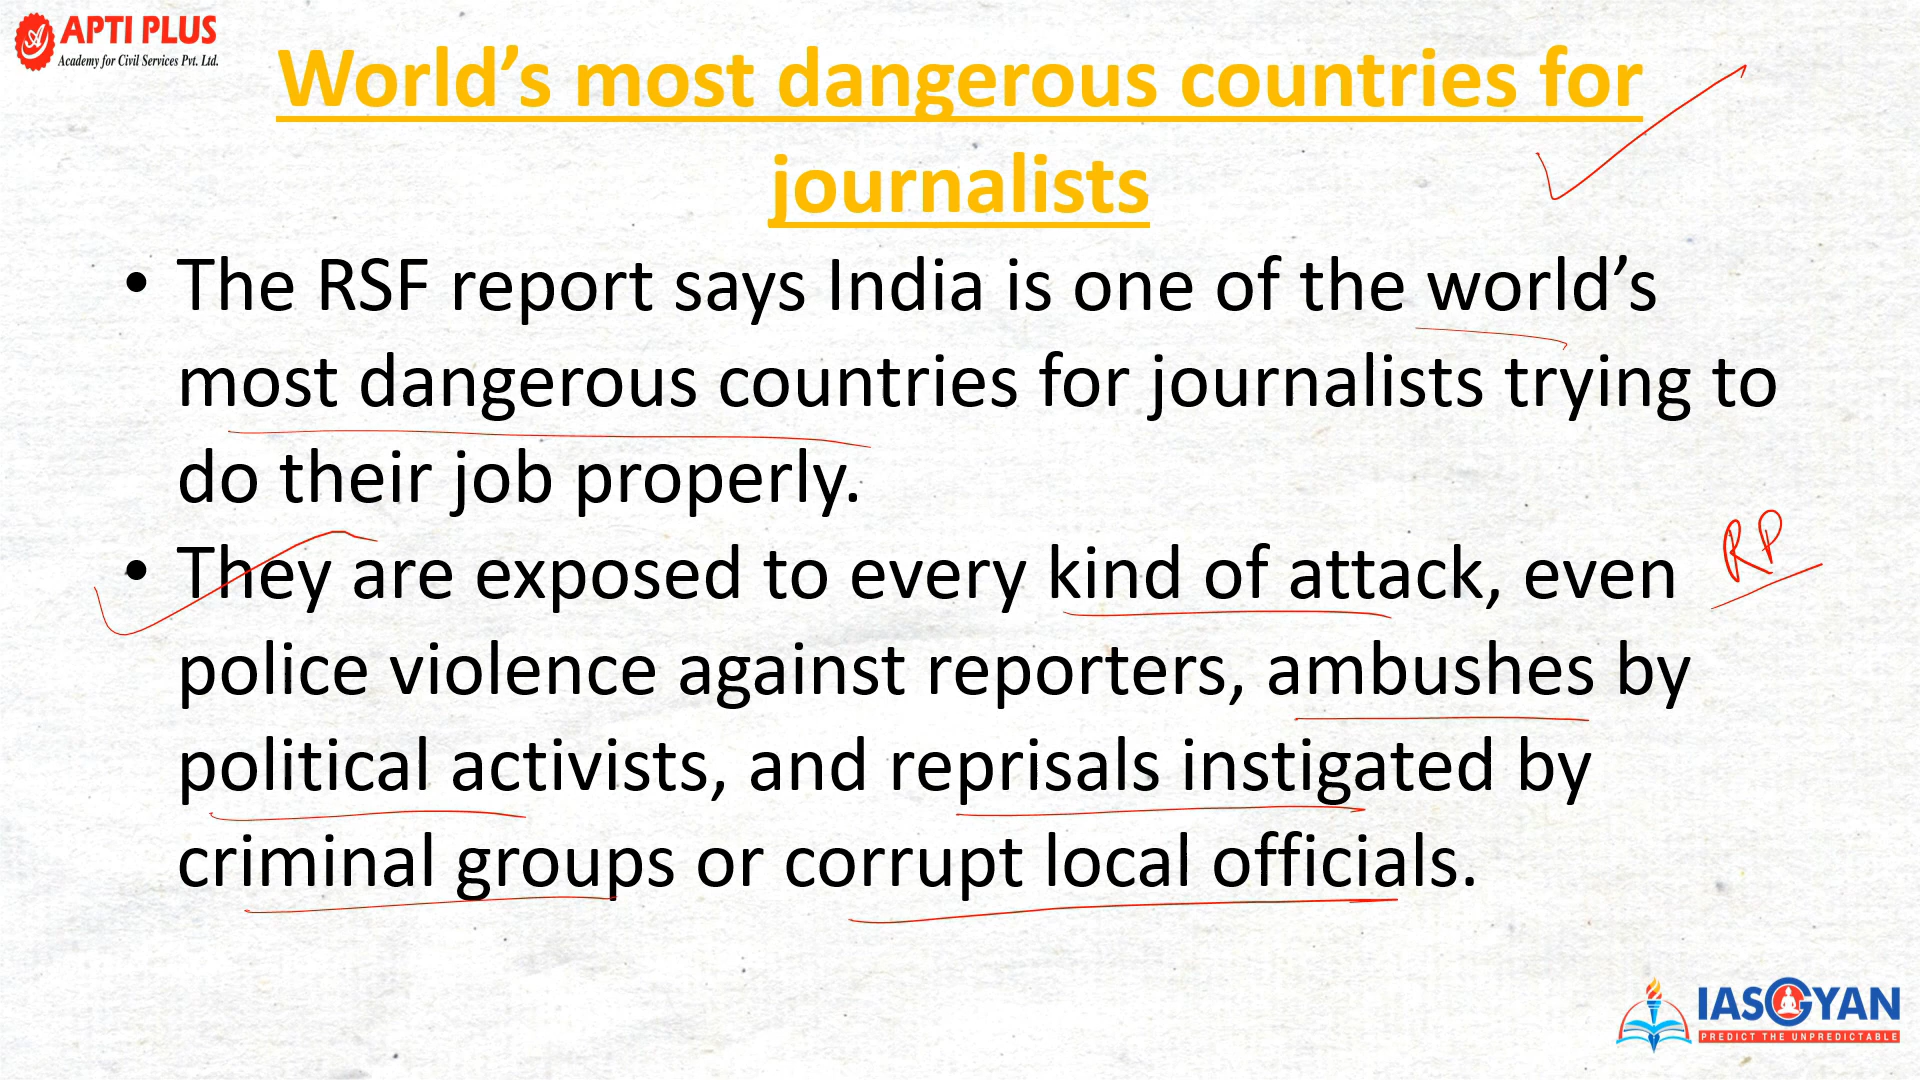 APTI PLUS
Academy for Civil Services Pvt. Ltd.
World’s most dangerous countries for
journalists
• The RSF report says India is one of the world’s
most dangerous countries for journalists trying to
do their job properly.
• They are exposed to every kind of attack, even
RP
police violence against reporters, ambushes by
political activists, and reprisals instigated by
criminal groups or corrupt local officials.
IASGYAN
PREDICT THE UNPREDICTABLE